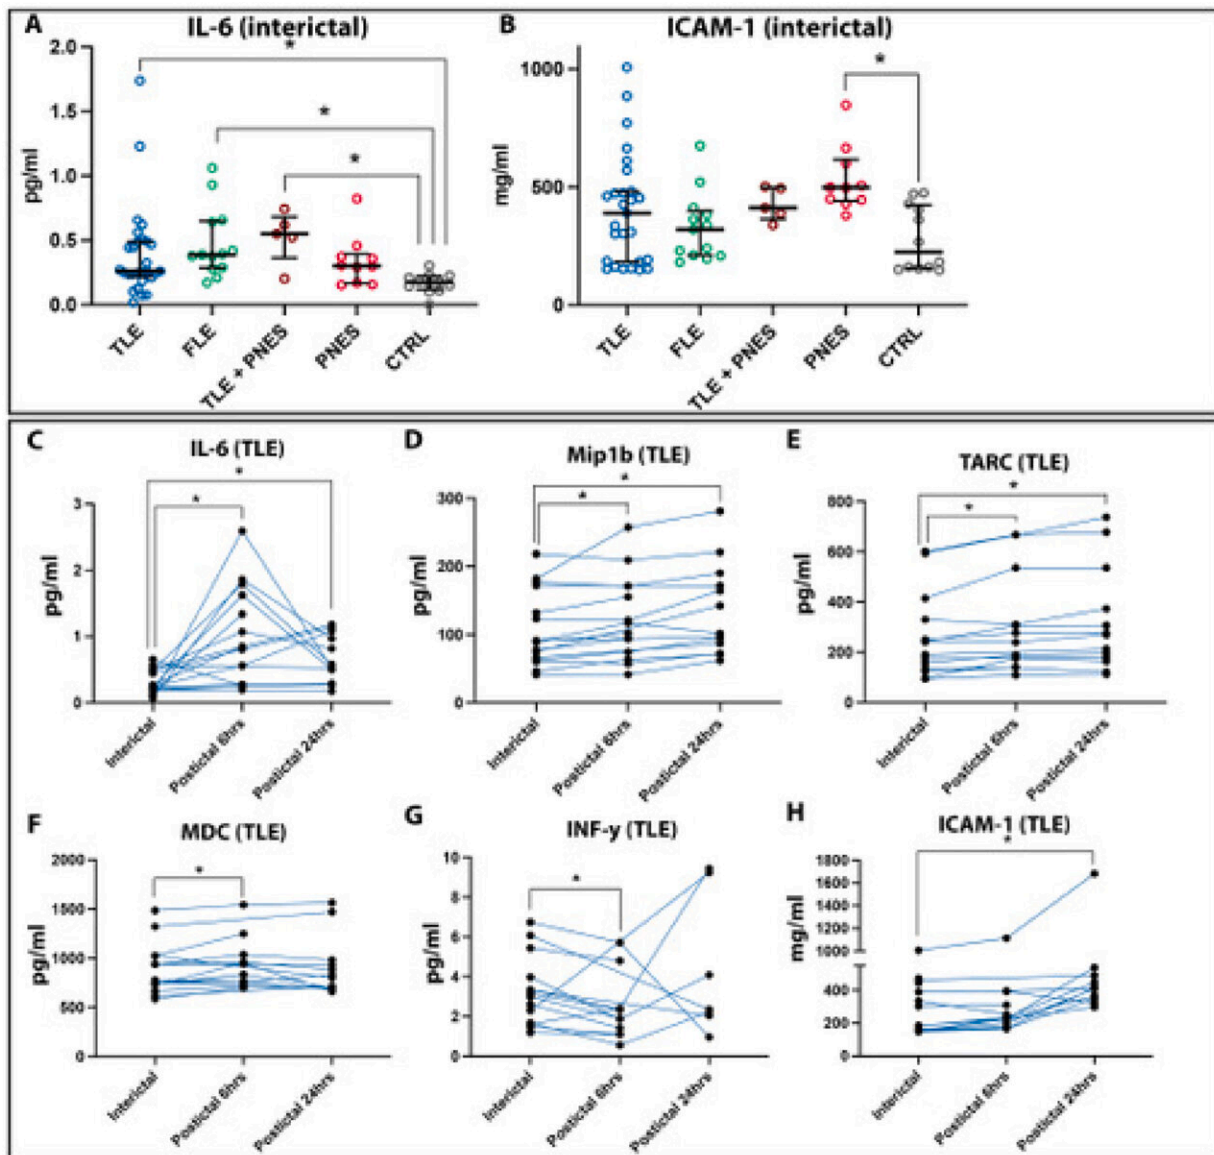 A IL-6 (interictal)
*
*
*
2.0
1.5
1.0
0.5
0.0
pg/ml
TLE FLE TLE + PNES PNES CTRL
B ICAM-1 (interictal)
*
1000
500
0
mg/ml
TLE FLE TLE + PNES PNES CTRL
C IL-6 (TLE)
*
*
3
2
1
0
pg/ml
Interictal Postictal 6hrs Postictal 24hrs
D Mip1b (TLE)
*
*
300
200
100
0
pg/ml
Interictal Postictal 6hrs Postictal 24hrs
E TARC (TLE)
*
*
800
600
400
200
0
pg/ml
Interictal Postictal 6hrs Postictal 24hrs
F MDC (TLE)
*
2000
1500
1000
500
0
pg/ml
Interictal Postictal 6hrs Postictal 24hrs
G INF-y (TLE)
*
10
8
6
4
2
0
pg/ml
Interictal Postictal 6hrs Postictal 24hrs
H ICAM-1 (TLE)
*
1800
1600
1400
1200
1000
400
200
0
mg/ml
Interictal Postictal 6hrs Postictal 24hrs